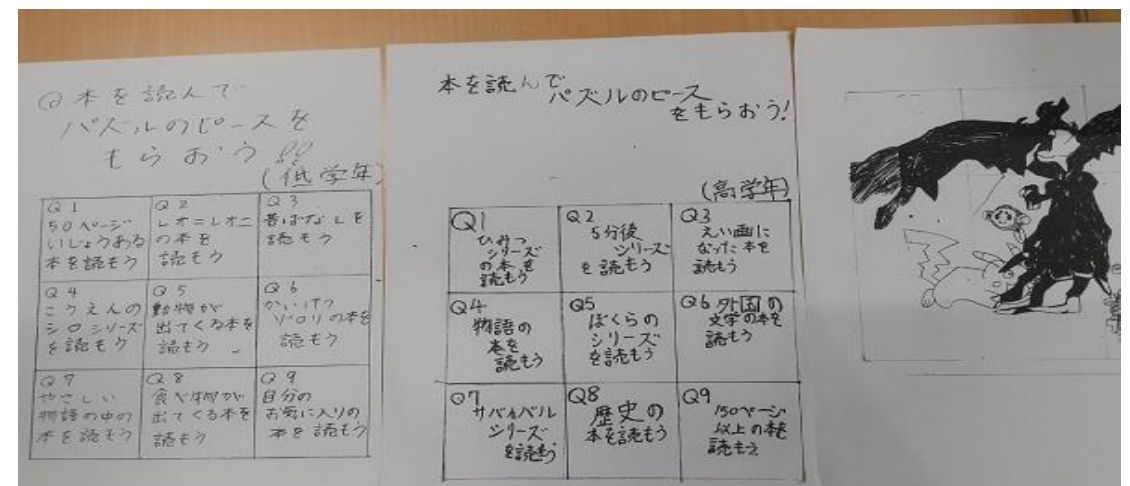 本を読んで
パズルのピースを
もらおう!!
(低学年)
Q1
50ページ
いじょうある
本を読もう
Q2
レオニレオニ
の本を
読もう
Q3
昔ばなしを
読もう
Q4
こうえんの
シロシリーズ
を読もう
Q5
動物が
出てくる本を
読もう
Q6
かいけつ
ゾロリの本を
読もう
Q7
やさしい
物語の中の
本を読もう
Q8
食べ物が
出てくる本を
読もう
Q9
自分の
お気に入りの
本を読もう
本を読んで
パズルのピース
をもらおう!
(高学年)
Q1
ひみつ
シリーズ
の本を
読もう
Q2
5分後
シリーズ
を読もう
Q3
えい画に
なった本を
読もう
Q4
物語の
本を
読もう
Q5
ぼくらの
シリーズ
を読もう
Q6 外国の
文学の本を
読もう
Q7
サバイバル
シリーズ
を読もう
Q8
歴史の
本を読もう
Q9
150ページ
以上の本を
読もう